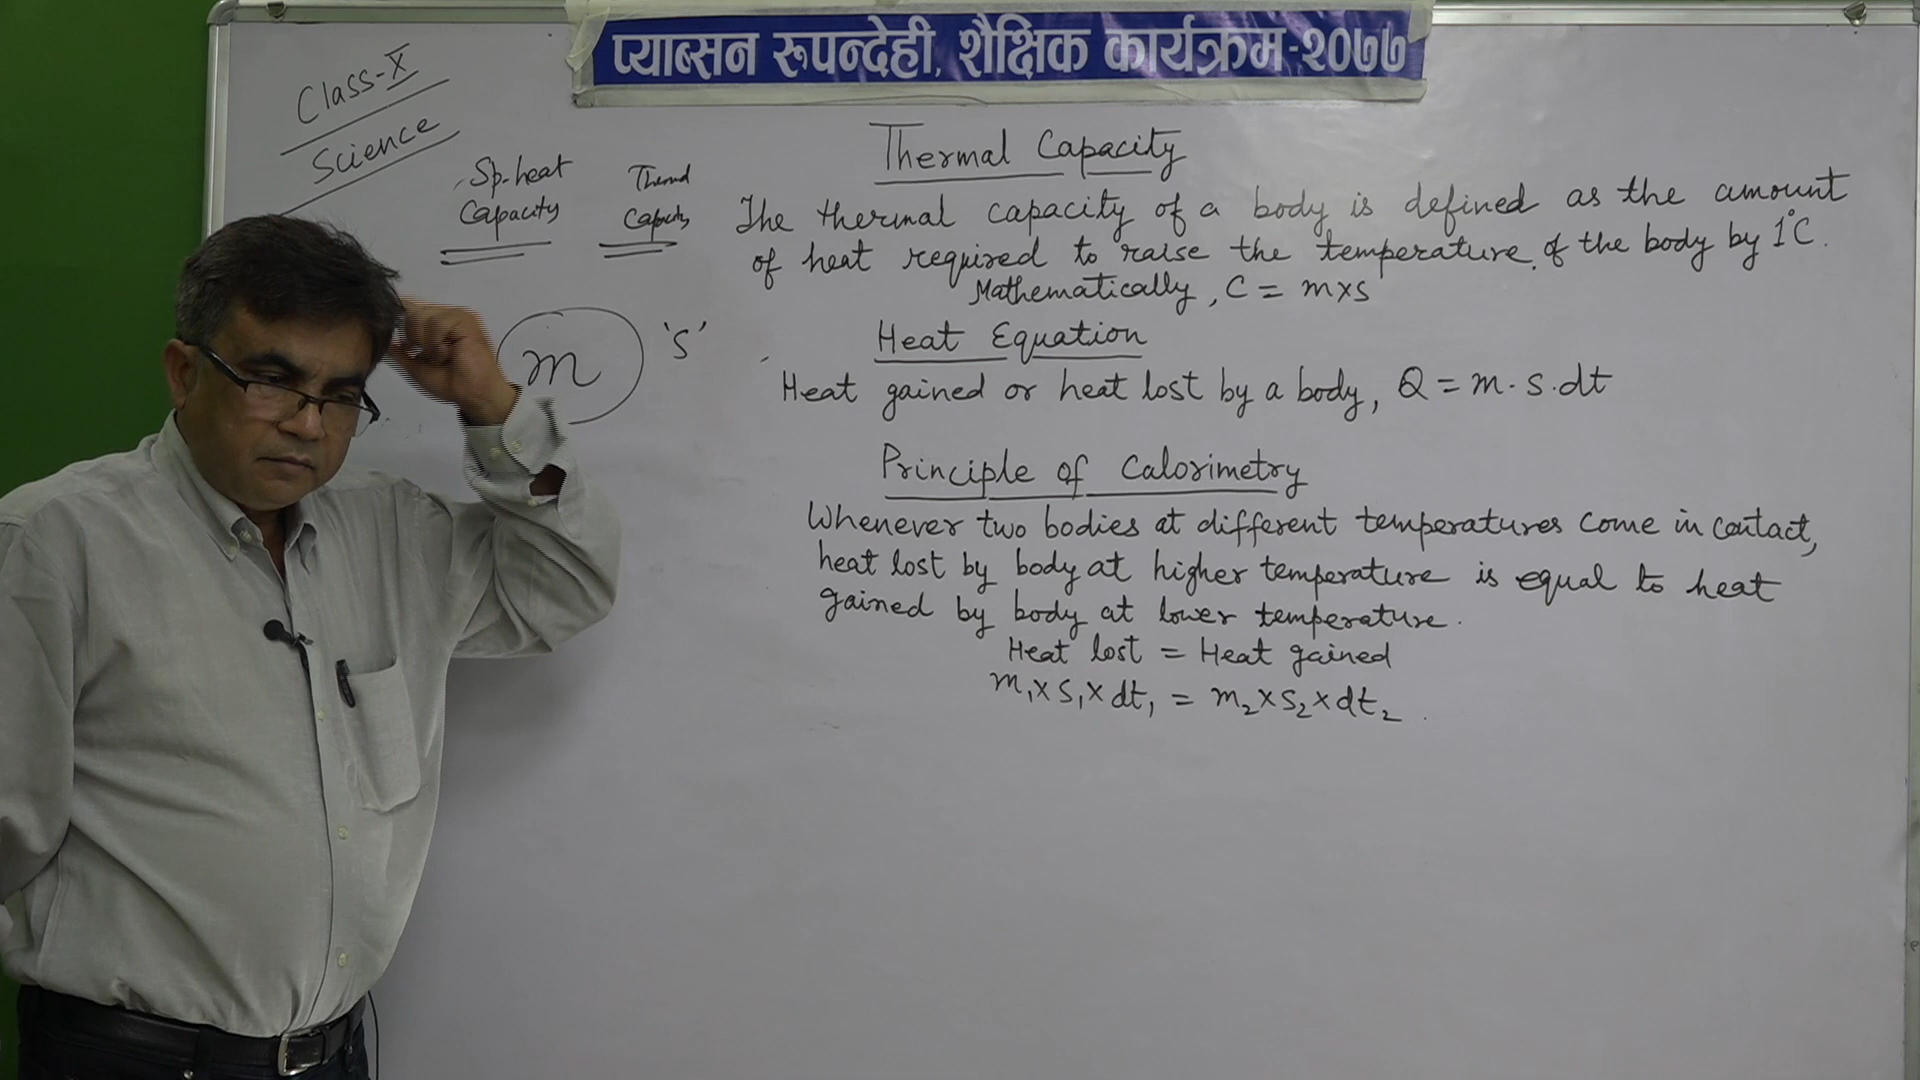 प्याब्सन रुपन्देही, शैक्षिक कार्यक्रम-२०७७
Class-X
Science
Sp. heat
Capacity
Thermal
Capacity
m
's'
Thermal Capacity
The thermal capacity of a body is defined as the amount
of heat required to raise the temperature of the body by 1°C.
Mathematically, C = m×s
Heat Equation
Heat gained or heat lost by a body, Q = m·s·dt
Principle of Calorimetry
Whenever two bodies at different temperatures come in contact,
heat lost by body at higher temperature is equal to heat
gained by body at lower temperature.
Heat lost = Heat gained
m₁×s₁×dt₁ = m₂×s₂×dt₂